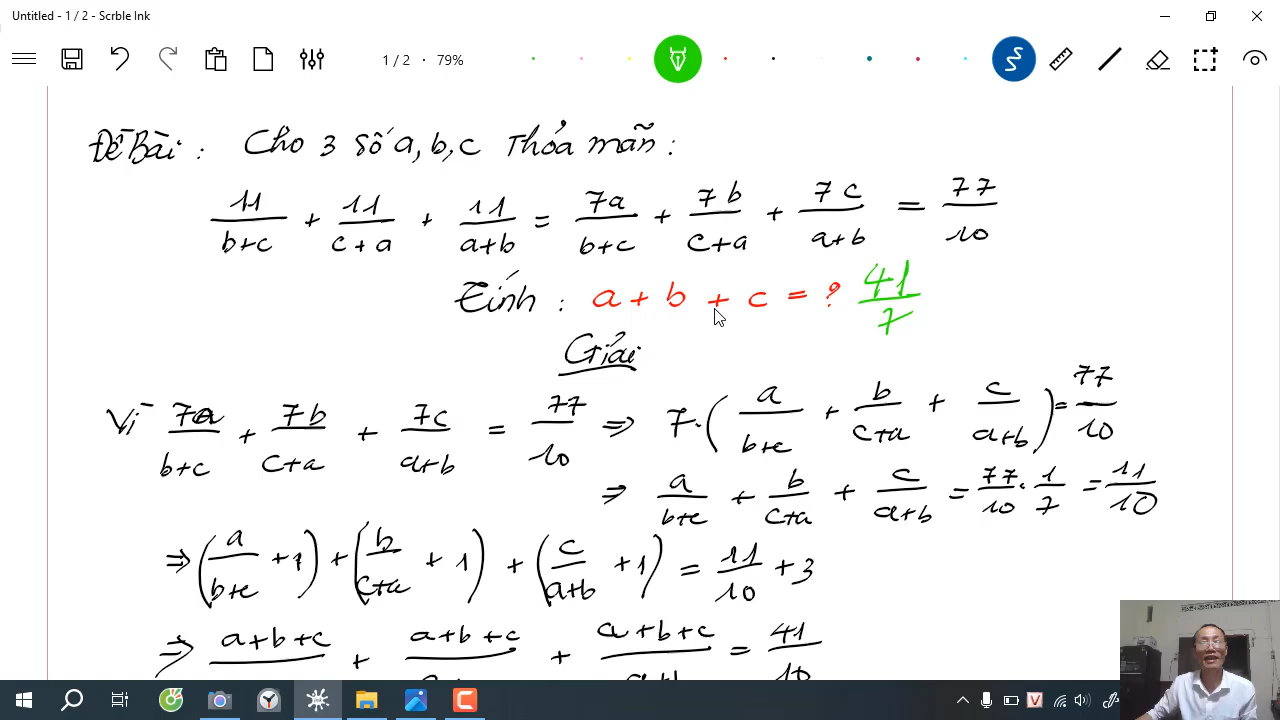 Untitled - 1 / 2 - Scrble Ink
1 / 2 • 79%
Đề Bài : Cho 3 số a, b, c Thỏa mãn :
11/(b+c) + 11/(c+a) + 11/(a+b) = 7a/(b+c) + 7b/(c+a) + 7c/(a+b) = 77/10
Tính : a + b + c = ? 41/7
Giải
Vì 7a/(b+c) + 7b/(c+a) + 7c/(a+b) = 77/10 => 7.(a/(b+c) + b/(c+a) + c/(a+b)) = 77/10
=> a/(b+c) + b/(c+a) + c/(a+b) = 77/10 . 1/7 = 11/10
=> (a/(b+c) + 1) + (b/(c+a) + 1) + (c/(a+b) + 1) = 11/10 + 3
=> a+b+c + a+b+c + a+b+c = 41/10
V